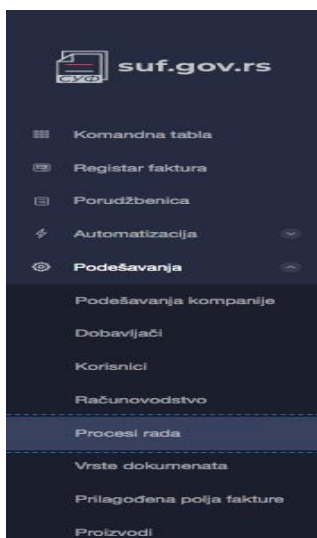 СУФ
suf.gov.rs
Komandna tabla
Registar faktura
Porudžbenica
Automatizacija
Podešavanja
Podešavanja kompanije
Dobavljači
Korisnici
Računovodstvo
Procesi rada
Vrste dokumenata
Prilagođena polja fakture
Proizvodi